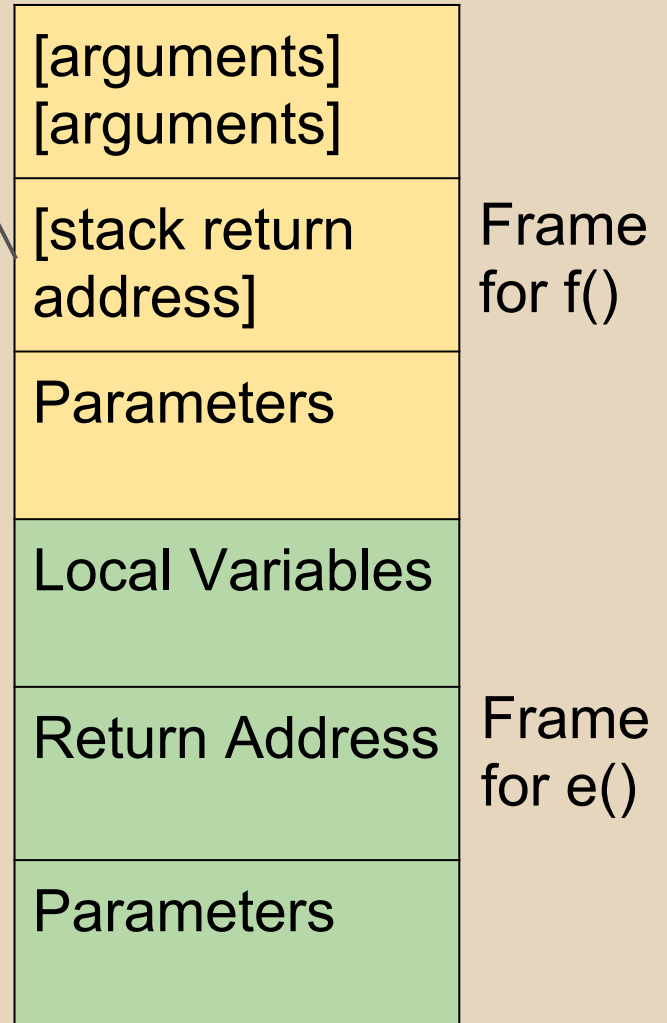 [arguments]
[arguments]
[stack return
address]
Frame
for f()
Parameters
Local Variables
Return Address
Frame
for e()
Parameters